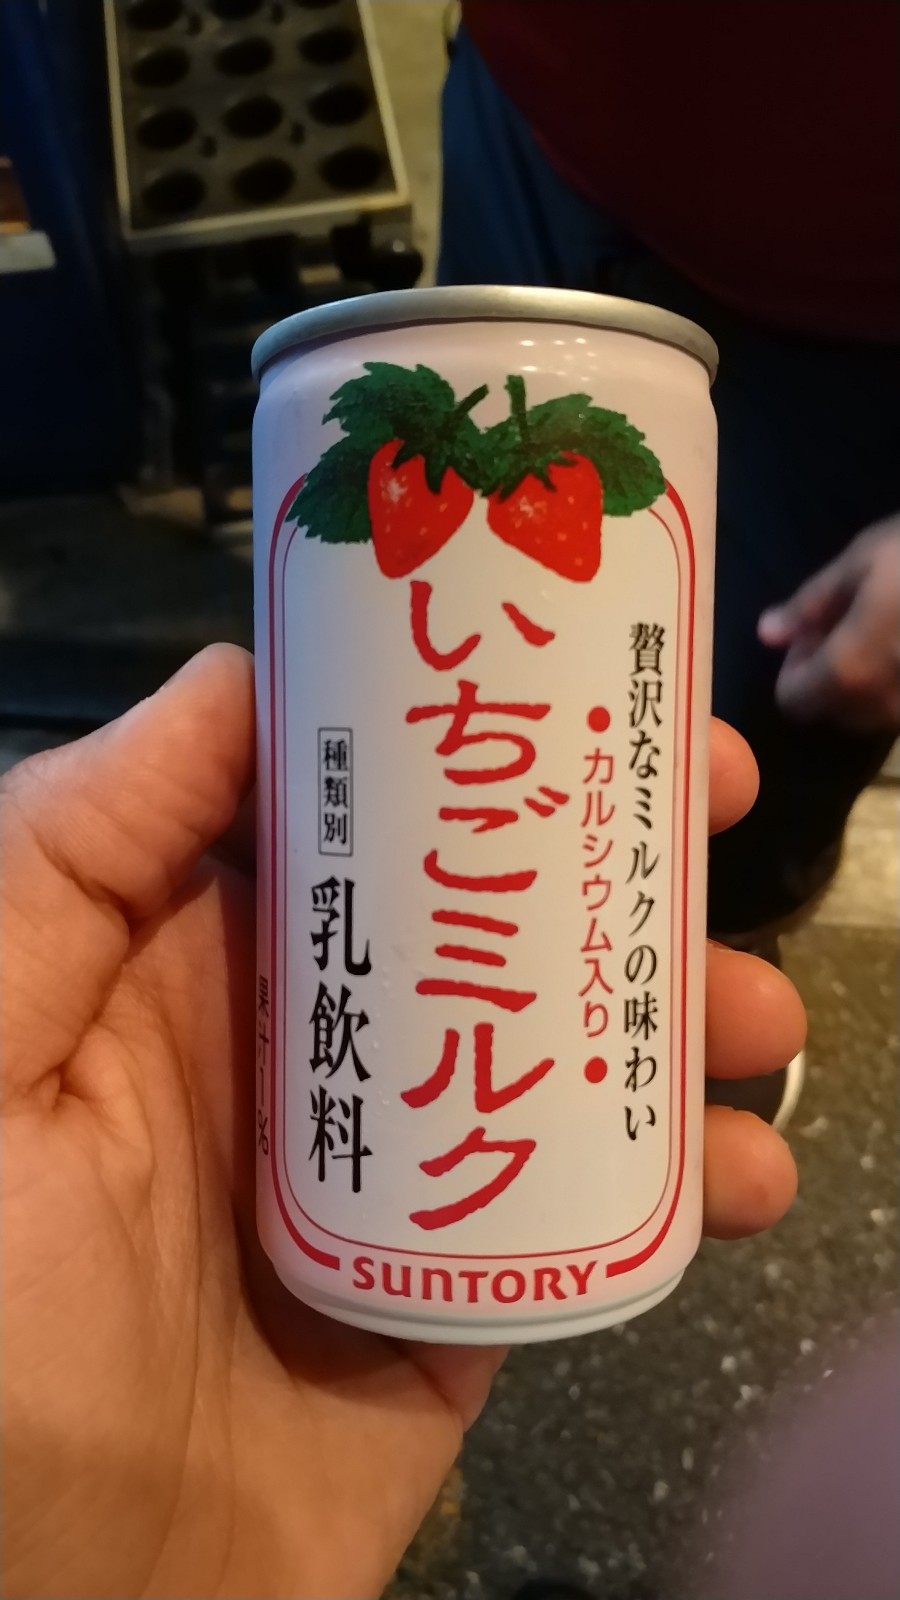 贅沢なミルクの味わい
●カルシウム入り●
いちごミルク
種類別
乳飲料
果汁1%
SUNTORY